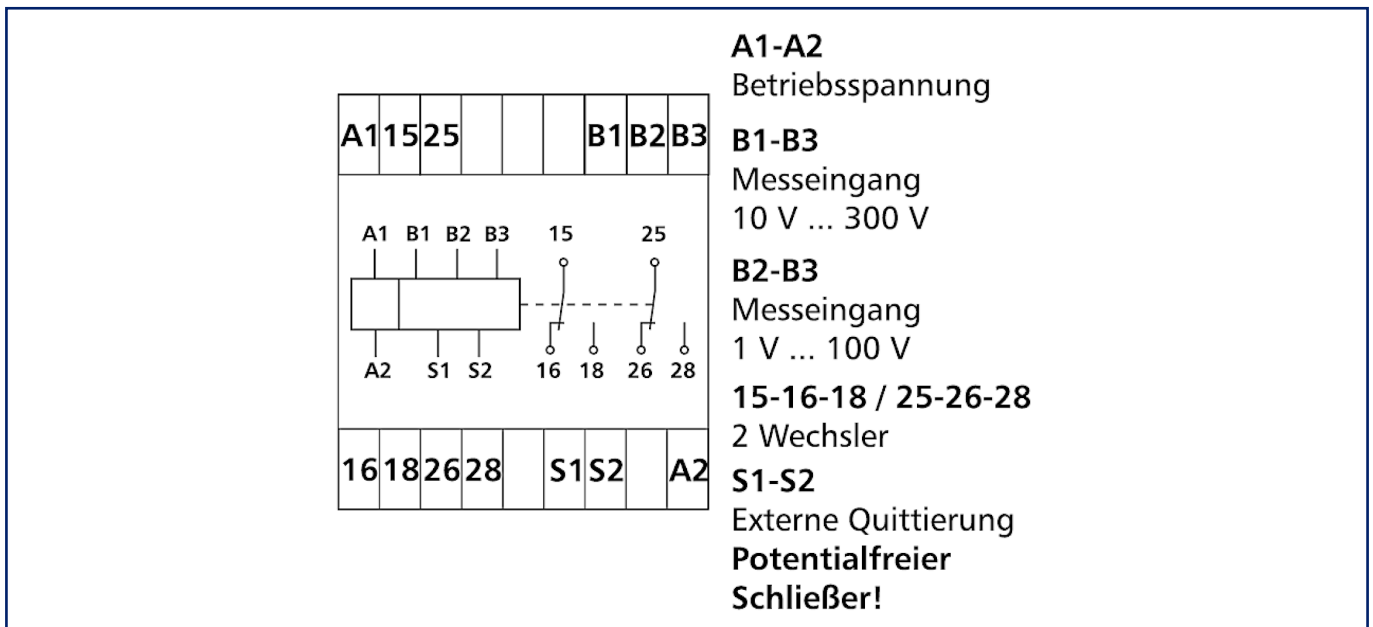 A1 15 25 B1 B2 B3
A1 B1 B2 B3 15 25
A2 S1 S2 16 18 26 28
16 18 26 28 S1 S2 A2
A1-A2
Betriebsspannung
B1-B3
Messeingang
10 V ... 300 V
B2-B3
Messeingang
1 V ... 100 V
15-16-18 / 25-26-28
2 Wechsler
S1-S2
Externe Quittierung
Potentialfreier
Schließer!